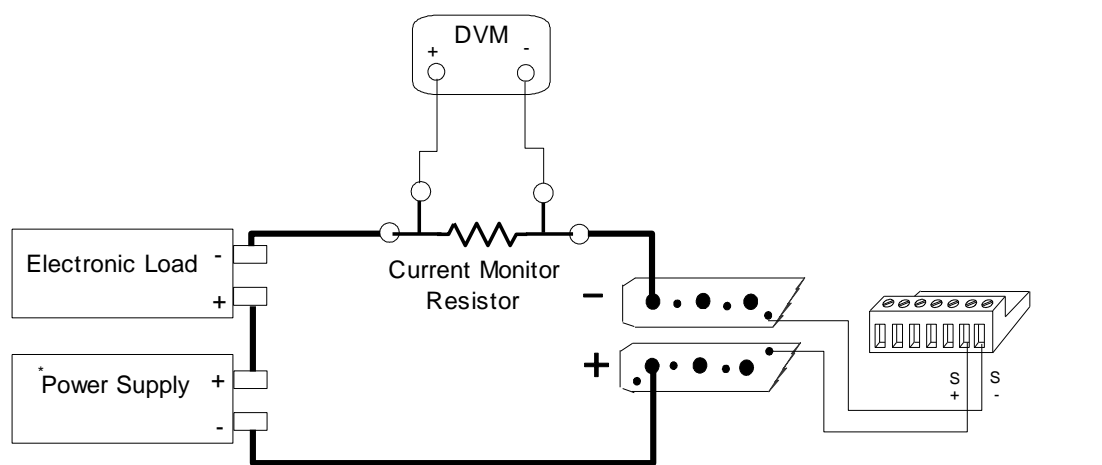 DVM
+ -
Electronic Load
-
+
Current Monitor
Resistor
-
+
*Power Supply
+
-
S S
+ -